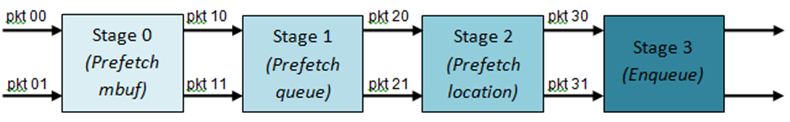 pkt 00
pkt 10
pkt 20
pkt 30
Stage 0
(Prefetch
mbuf)
Stage 1
(Prefetch
queue)
Stage 2
(Prefetch
location)
Stage 3
(Enqueue)
pkt 01
pkt 11
pkt 21
pkt 31